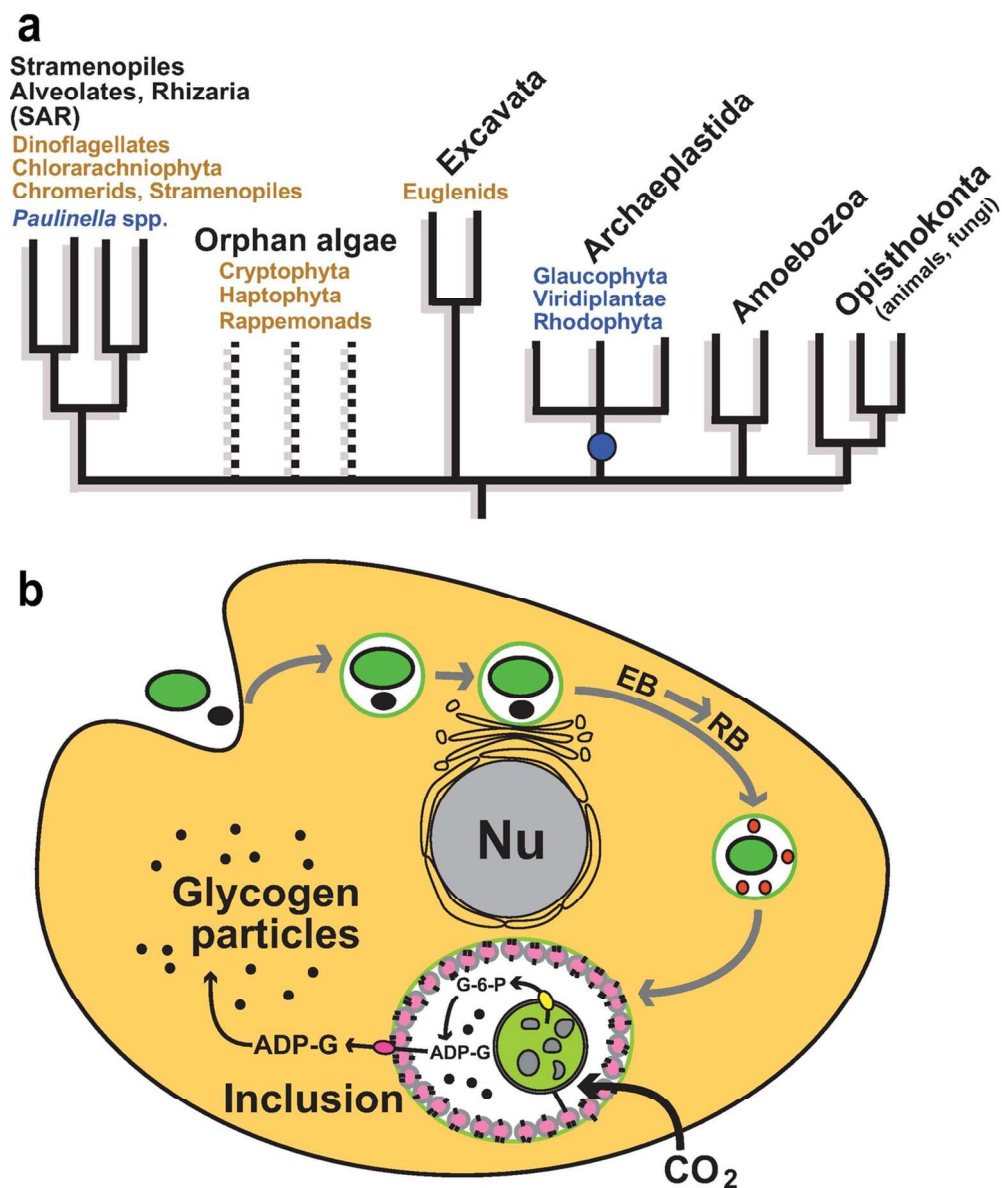 a
Stramenopiles
Alveolates, Rhizaria
(SAR)
Dinoflagellates
Chlorarachniophyta
Chromerids, Stramenopiles
Paulinella spp.
Orphan algae
Cryptophyta
Haptophyta
Rappemonads
Excavata
Euglenids
Archaeplastida
Glaucophyta
Viridiplantae
Rhodophyta
Amoebozoa
Opisthokonta
(animals, fungi)
b
EB
RB
Nu
Glycogen
particles
G-6-P
ADP-G
ADP-G
Inclusion
CO2